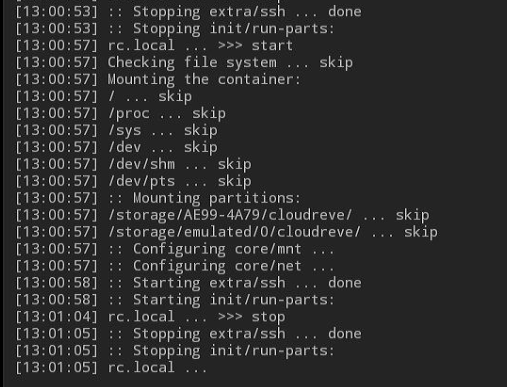 [13:00:53] :: Stopping extra/ssh ... done
[13:00:53] :: Stopping init/run-parts:
[13:00:57] rc.local ... >>> start
[13:00:57] Checking file system ... skip
[13:00:57] Mounting the container:
[13:00:57] / ... skip
[13:00:57] /proc ... skip
[13:00:57] /sys ... skip
[13:00:57] /dev ... skip
[13:00:57] /dev/shm ... skip
[13:00:57] /dev/pts ... skip
[13:00:57] :: Mounting partitions:
[13:00:57] /storage/AE99-4A79/cloudreve/ ... skip
[13:00:57] /storage/emulated/0/cloudreve/ ... skip
[13:00:57] :: Configuring core/mnt ...
[13:00:57] :: Configuring core/net ...
[13:00:58] :: Starting extra/ssh ... done
[13:00:58] :: Starting init/run-parts:
[13:01:04] rc.local ... >>> stop
[13:01:05] :: Stopping extra/ssh ... done
[13:01:05] :: Stopping init/run-parts:
[13:01:05] rc.local ...